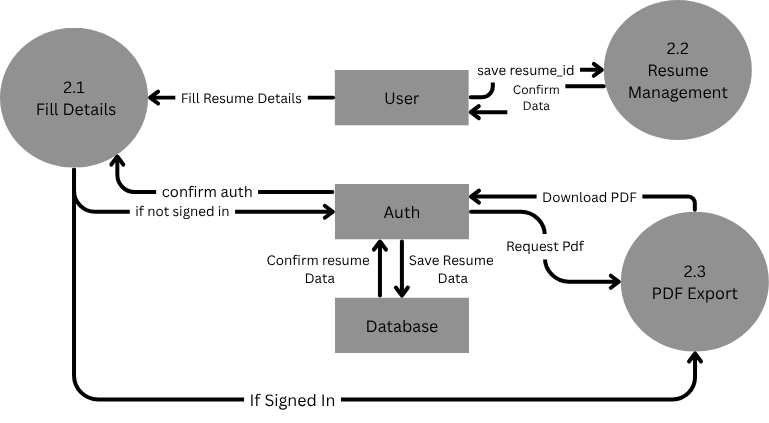 2.1
Fill Details
Fill Resume Details
User
save resume_id
Confirm
Data
2.2
Resume
Management
confirm auth
if not signed in
Auth
Download PDF
Request Pdf
2.3
PDF Export
Confirm resume
Data
Save Resume
Data
Database
If Signed In